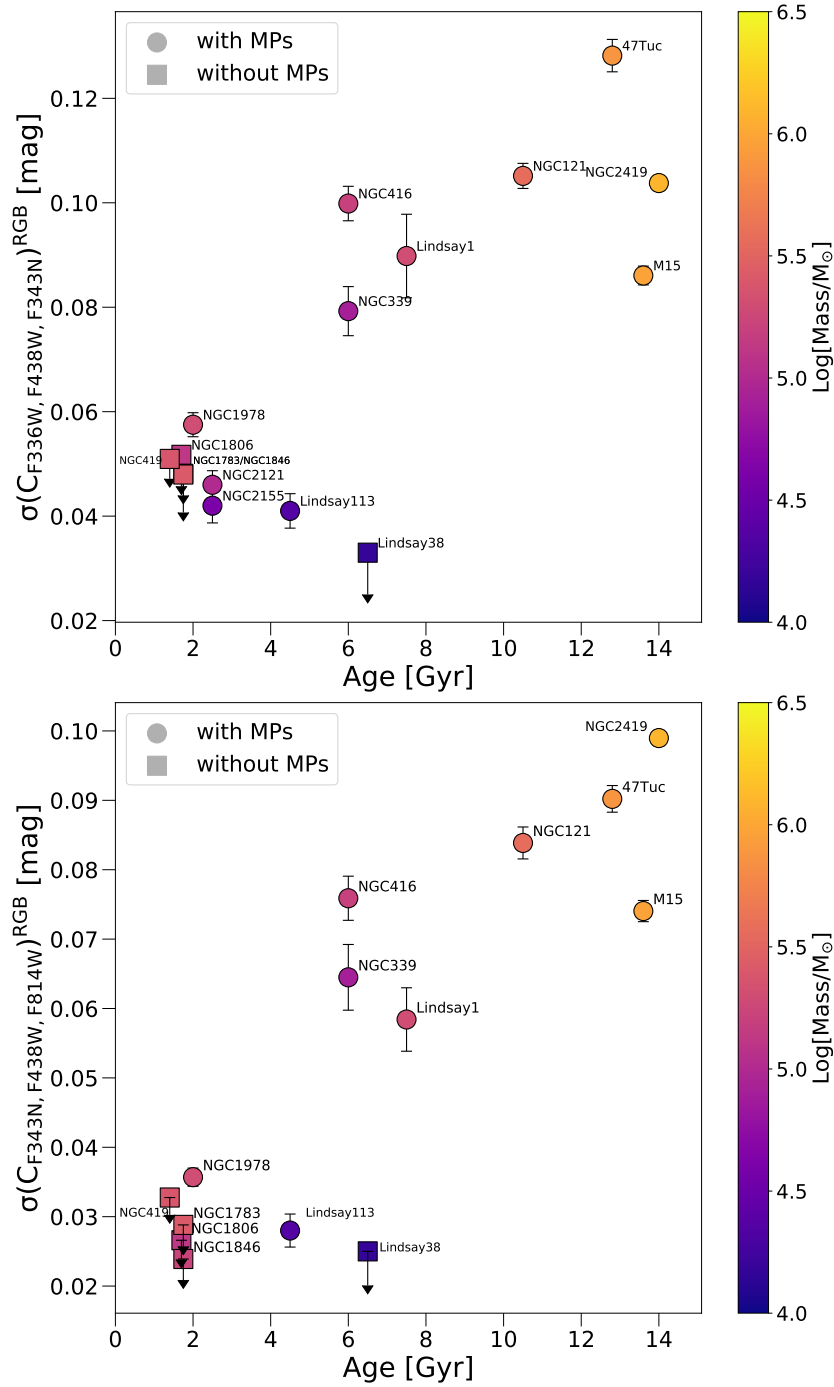 with MPs
without MPs
47Tuc
NGC121
NGC2419
NGC416
Lindsay1
M15
NGC339
NGC1978
NGC1806
NGC419
NGC1783/NGC1846
NGC2121
NGC2155
Lindsay113
Lindsay38
0.12
0.10
0.08
0.06
0.04
0.02
σ(C_F336W, F438W, F343N)^RGB [mag]
0 2 4 6 8 10 12 14
Age [Gyr]
6.5
6.0
5.5
5.0
4.5
4.0
Log[Mass/M⊙]
with MPs
without MPs
NGC2419
47Tuc
NGC121
NGC416
M15
NGC339
Lindsay1
NGC1978
NGC419
NGC1783
Lindsay113
NGC1806
NGC1846
Lindsay38
0.10
0.09
0.08
0.07
0.06
0.05
0.04
0.03
0.02
σ(C_F343N, F438W, F814W)^RGB [mag]
0 2 4 6 8 10 12 14
Age [Gyr]
6.5
6.0
5.5
5.0
4.5
4.0
Log[Mass/M⊙]